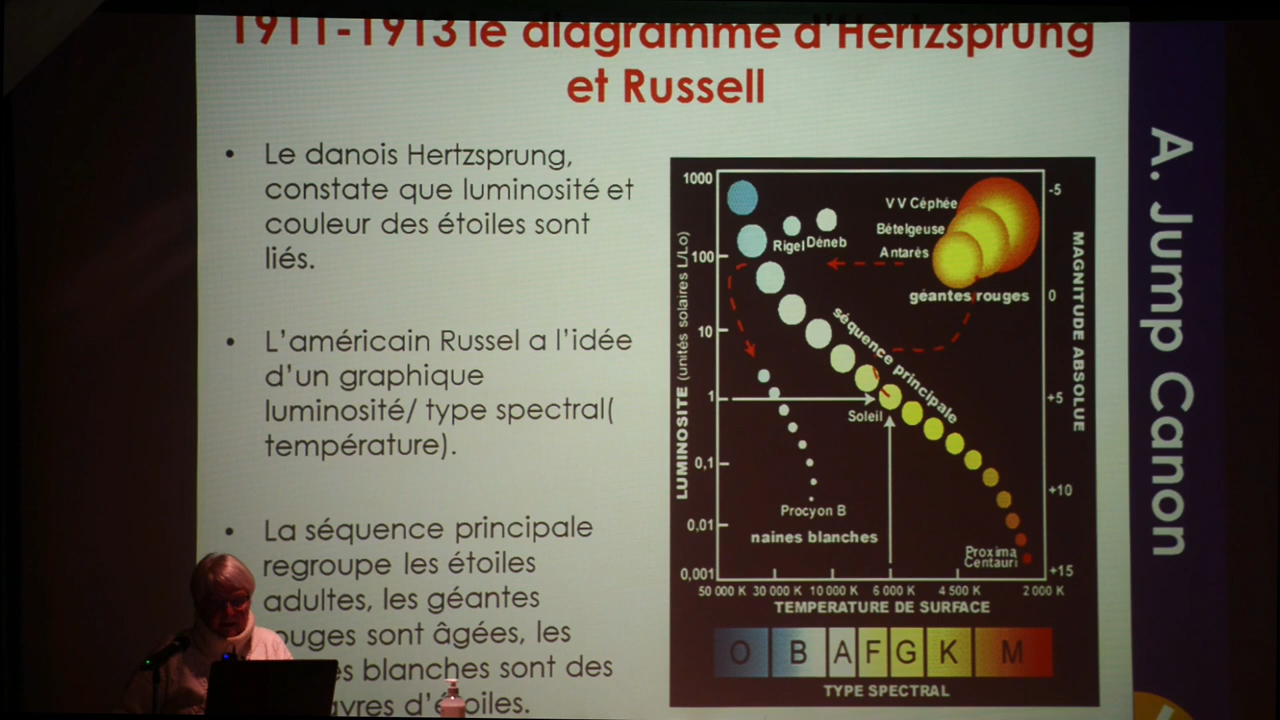 1911-1913 le diagramme d'Hertzsprung
et Russell
• Le danois Hertzsprung,
constate que luminosité et
couleur des étoiles sont
liés.
• L'américain Russel a l'idée
d'un graphique
luminosité/ type spectral(
température).
• La séquence principale
regroupe les étoiles
adultes, les géantes
ouges sont âgées, les
es blanches sont des
avres d'étoiles.
1000
100
10
1
0,1
0,01
0,001
LUMINOSITE (unités solaires L/Lo)
VV Céphée
Bételgeuse
Antarès
Rigel Déneb
géantes rouges
séquence principale
Soleil
Procyon B
naines blanches
Proxima
Centauri
-5
0
+5
+10
+15
MAGNITUDE ABSOLUE
50 000 K 30 000 K 10 000 K 6 000 K 4 500 K 2 000 K
TEMPERATURE DE SURFACE
O B A F G K M
TYPE SPECTRAL
A. Jump Canon